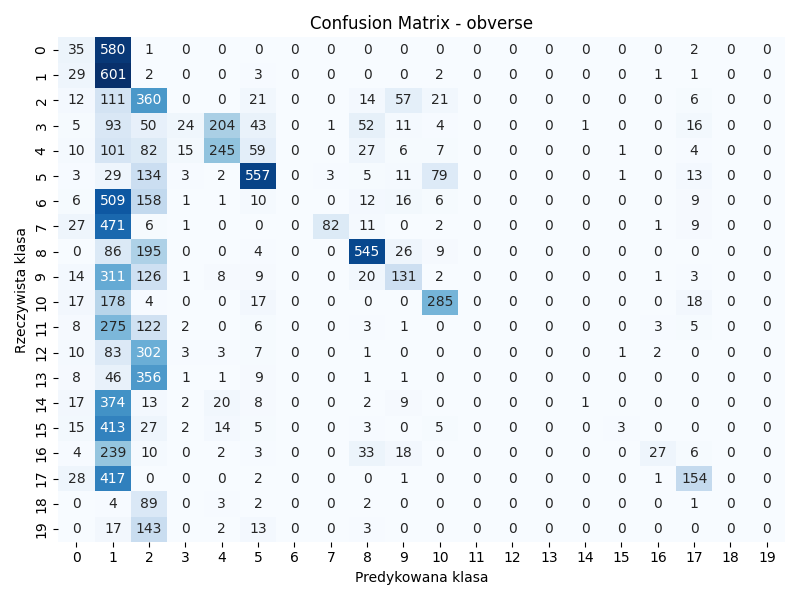 Confusion Matrix - obverse
Rzeczywista klasa
0 35 580 1 0 0 0 0 0 0 0 0 0 0 0 0 0 0 2 0 0
1 29 601 2 0 0 3 0 0 0 0 2 0 0 0 0 0 1 1 0 0
2 12 111 360 0 0 21 0 0 14 57 21 0 0 0 0 0 0 6 0 0
3 5 93 50 24 204 43 0 1 52 11 4 0 0 0 1 0 0 16 0 0
4 10 101 82 15 245 59 0 0 27 6 7 0 0 0 0 1 0 4 0 0
5 3 29 134 3 2 557 0 3 5 11 79 0 0 0 0 1 0 13 0 0
6 6 509 158 1 1 10 0 0 12 16 6 0 0 0 0 0 0 9 0 0
7 27 471 6 1 0 0 0 82 11 0 2 0 0 0 0 0 1 9 0 0
8 0 86 195 0 0 4 0 0 545 26 9 0 0 0 0 0 0 0 0 0
9 14 311 126 1 8 9 0 0 20 131 2 0 0 0 0 0 1 3 0 0
10 17 178 4 0 0 17 0 0 0 0 285 0 0 0 0 0 0 18 0 0
11 8 275 122 2 0 6 0 0 3 1 0 0 0 0 0 0 3 5 0 0
12 10 83 302 3 3 7 0 0 1 0 0 0 0 0 0 1 2 0 0 0
13 8 46 356 1 1 9 0 0 1 1 0 0 0 0 0 0 0 0 0 0
14 17 374 13 2 20 8 0 0 2 9 0 0 0 0 1 0 0 0 0 0
15 15 413 27 2 14 5 0 0 3 0 5 0 0 0 0 3 0 0 0 0
16 4 239 10 0 2 3 0 0 33 18 0 0 0 0 0 0 27 6 0 0
17 28 417 0 0 0 2 0 0 0 1 0 0 0 0 0 0 1 154 0 0
18 0 4 89 0 3 2 0 0 2 0 0 0 0 0 0 0 0 1 0 0
19 0 17 143 0 2 13 0 0 3 0 0 0 0 0 0 0 0 0 0 0
0 1 2 3 4 5 6 7 8 9 10 11 12 13 14 15 16 17 18 19
Predykowana klasa